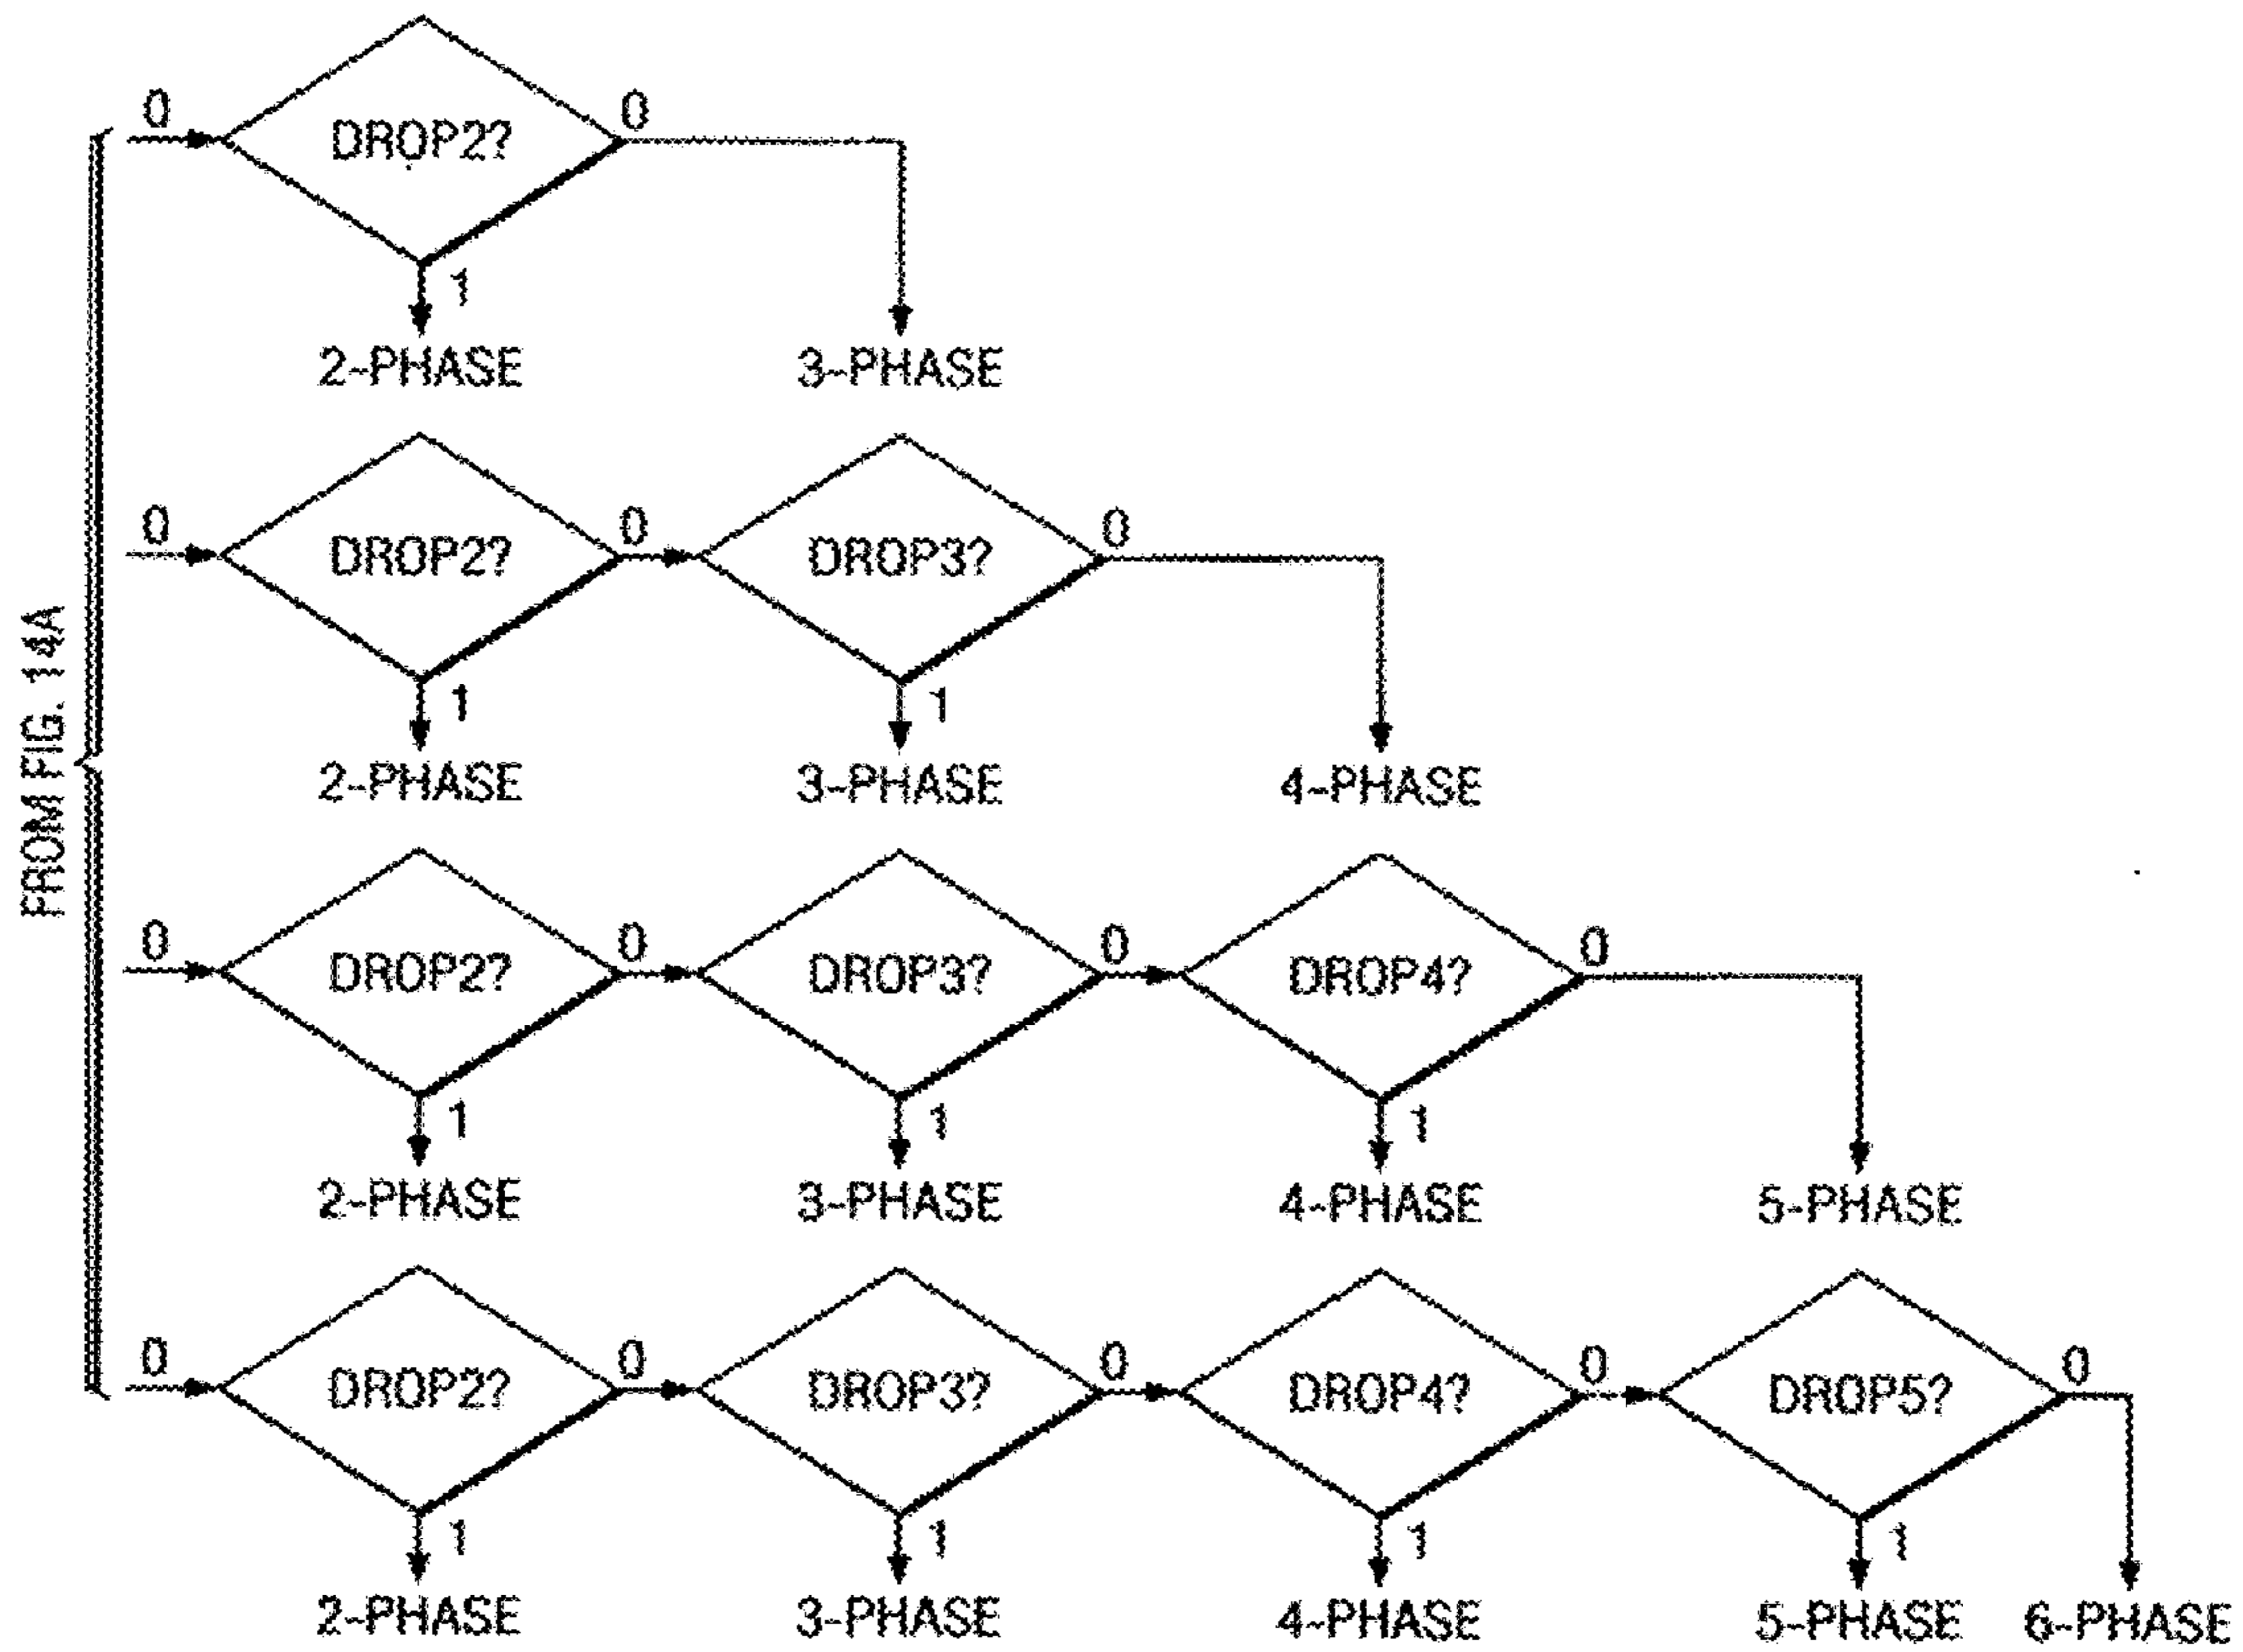 FROM FIG. 14A
0 DROP2? 0
1
2-PHASE 3-PHASE
0 DROP2? 0 DROP3? 0
1 1
2-PHASE 3-PHASE 4-PHASE
0 DROP2? 0 DROP3? 0 DROP4? 0
1 1 1
2-PHASE 3-PHASE 4-PHASE 5-PHASE
0 DROP2? 0 DROP3? 0 DROP4? 0 DROP5? 0
1 1 1 1
2-PHASE 3-PHASE 4-PHASE 5-PHASE 6-PHASE